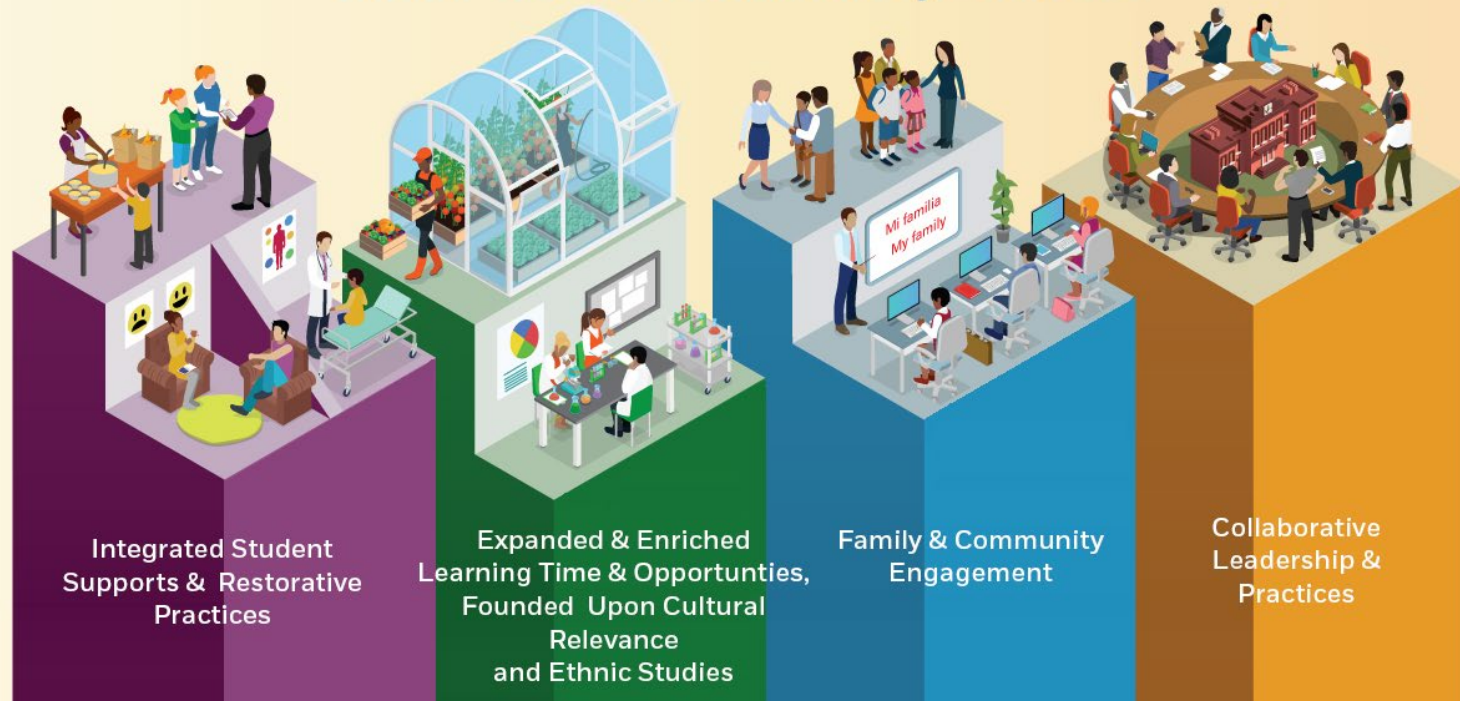 Mi familia
My family
Integrated Student
Supports & Restorative
Practices
Expanded & Enriched
Learning Time & Opportunties,
Founded Upon Cultural
Relevance
and Ethnic Studies
Family & Community
Engagement
Collaborative
Leadership &
Practices